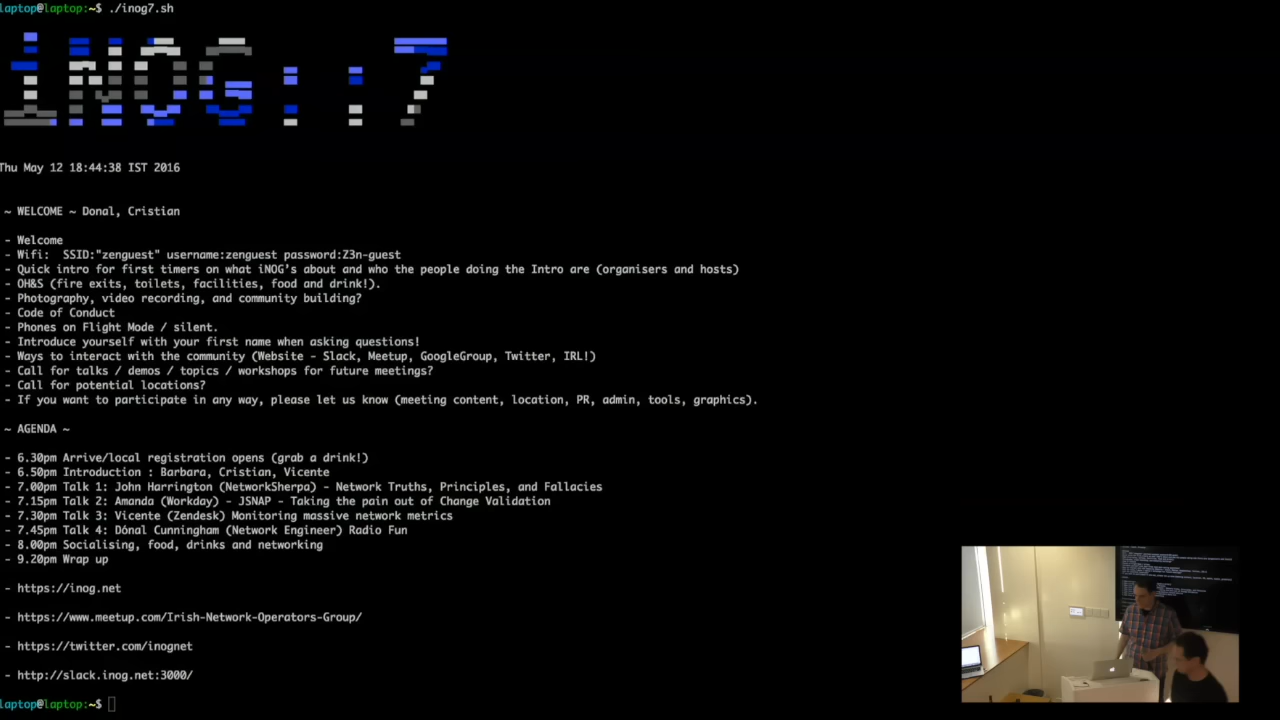 laptop@laptop:~$ ./inog7.sh
iNOG::7
Thu May 12 18:44:38 IST 2016
~ WELCOME ~ Donal, Cristian
- Welcome
- Wifi:  SSID:"zenguest" username:zenguest password:Z3n-guest
- Quick intro for first timers on what iNOG's about and who the people doing the Intro are (organisers and hosts)
- OH&S (fire exits, toilets, facilities, food and drink!).
- Photography, video recording, and community building?
- Code of Conduct
- Phones on Flight Mode / silent.
- Introduce yourself with your first name when asking questions!
- Ways to interact with the community (Website - Slack, Meetup, GoogleGroup, Twitter, IRL!)
- Call for talks / demos / topics / workshops for future meetings?
- Call for potential locations?
- If you want to participate in any way, please let us know (meeting content, location, PR, admin, tools, graphics).
~ AGENDA ~
- 6.30pm Arrive/local registration opens (grab a drink!)
- 6.50pm Introduction : Barbara, Cristian, Vicente
- 7.00pm Talk 1: John Harrington (NetworkSherpa) - Network Truths, Principles, and Fallacies
- 7.15pm Talk 2: Amanda (Workday) - JSNAP - Taking the pain out of Change Validation
- 7.30pm Talk 3: Vicente (Zendesk) Monitoring massive network metrics
- 7.45pm Talk 4: Dónal Cunningham (Network Engineer) Radio Fun
- 8.00pm Socialising, food, drinks and networking
- 9.20pm Wrap up
- https://inog.net
- https://www.meetup.com/Irish-Network-Operators-Group/
- https://twitter.com/inognet
- http://slack.inog.net:3000/
laptop@laptop:~$